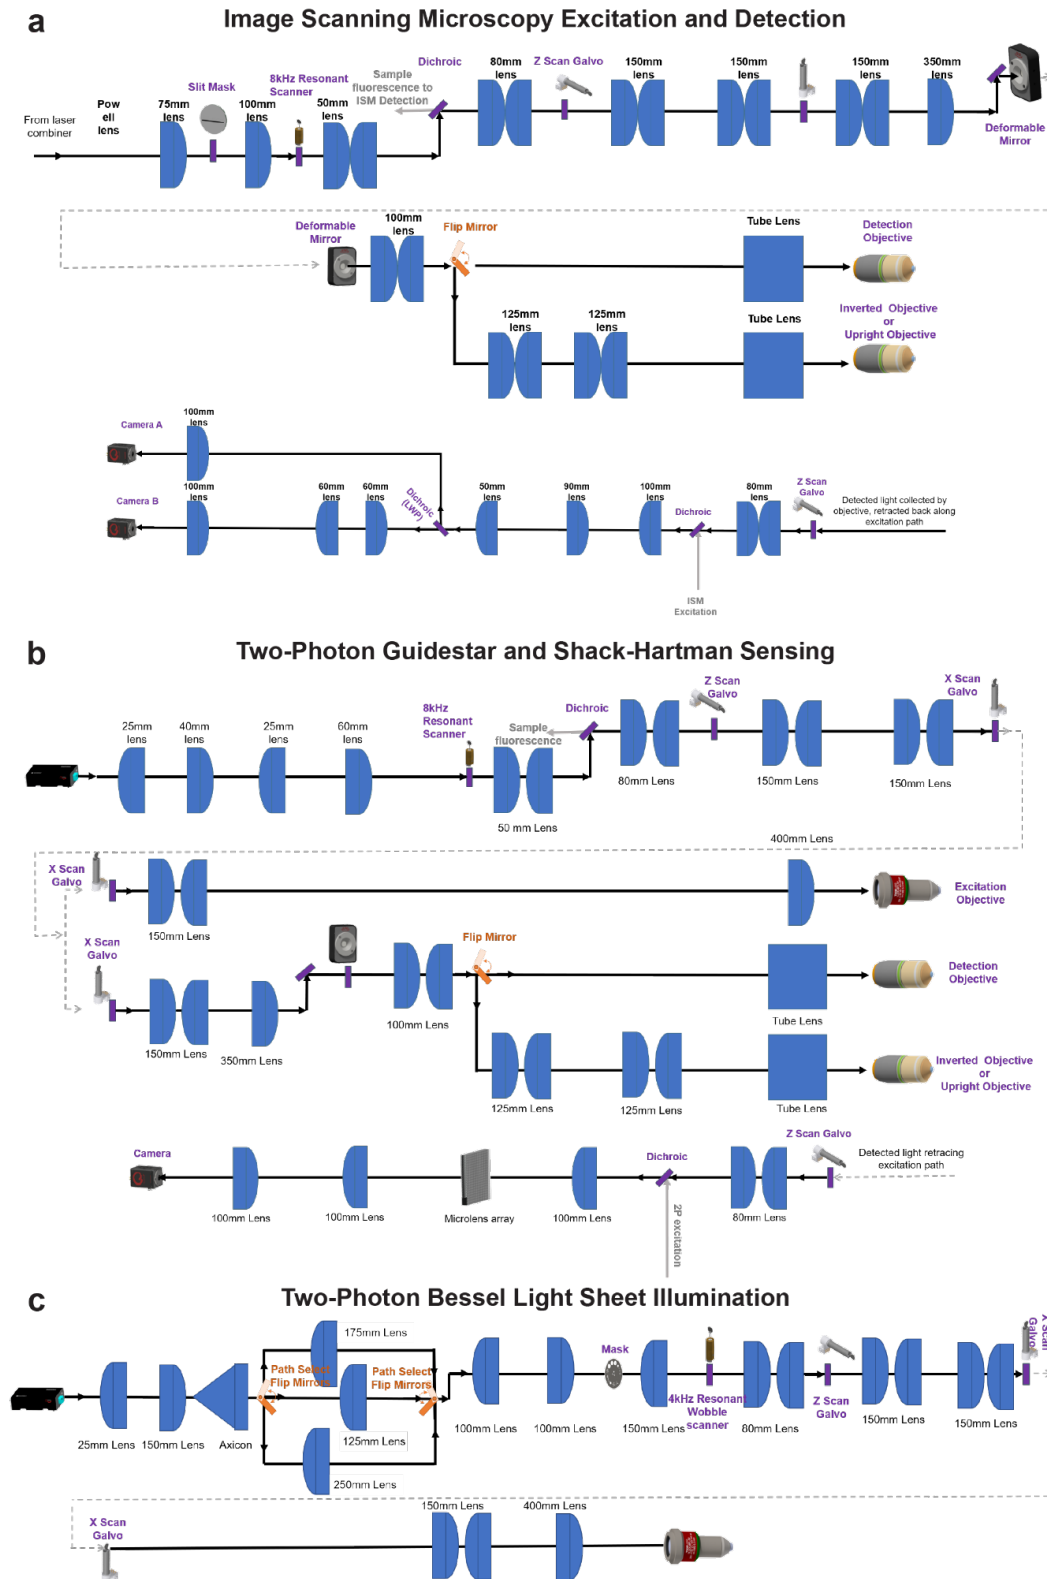 a
Image Scanning Microscopy Excitation and Detection
From laser
combiner
Pow
ell
lens
75mm
lens
Slit Mask
100mm
lens
8kHz
Resonant
Scanner
50mm
lens
Sample
fluorescence to
ISM Detection
Dichroic
80mm
lens
Z Scan Galvo
150mm
lens
150mm
lens
150mm
lens
350mm
lens
Deformable
Mirror
Deformable
Mirror
100mm
lens
Flip Mirror
Tube Lens
Detection
Objective
125mm
lens
125mm
lens
Tube Lens
Inverted Objective
or
Upright Objective
Camera A
100mm
lens
Camera B
100mm
lens
60mm
lens
60mm
lens
Dichroic
(LWP)
50mm
lens
90mm
lens
100mm
lens
Dichroic
80mm
lens
Z Scan
Galvo
Detected light collected by
objective, retracted back along
excitation path
ISM
Excitation
b
Two-Photon Guidestar and Shack-Hartman Sensing
25mm
lens
40mm
lens
25mm
lens
60mm
lens
8kHz
Resonant
Scanner
Sample
fluorescence
50 mm Lens
Dichroic
80mm Lens
Z Scan
Galvo
150mm Lens
150mm Lens
X Scan
Galvo
X Scan
Galvo
150mm Lens
400mm Lens
Excitation
Objective
X Scan
Galvo
150mm Lens
350mm Lens
100mm Lens
Flip Mirror
Tube Lens
Detection
Objective
125mm Lens
125mm Lens
Tube Lens
Inverted Objective
or
Upright Objective
Camera
100mm Lens
100mm Lens
Microlens array
100mm Lens
Dichroic
2P excitation
80mm Lens
Z Scan Galvo
Detected light retracing
excitation path
c
Two-Photon Bessel Light Sheet Illumination
25mm Lens
150mm Lens
Axicon
Path Select
Flip Mirrors
175mm Lens
125mm Lens
250mm Lens
Path Select
Flip Mirrors
100mm Lens
100mm Lens
Mask
150mm Lens
4kHz Resonant
Wobble
scanner
80mm Lens
Z Scan
Galvo
150mm Lens
150mm Lens
X Scan
Galvo
X Scan
Galvo
150mm Lens
400mm Lens